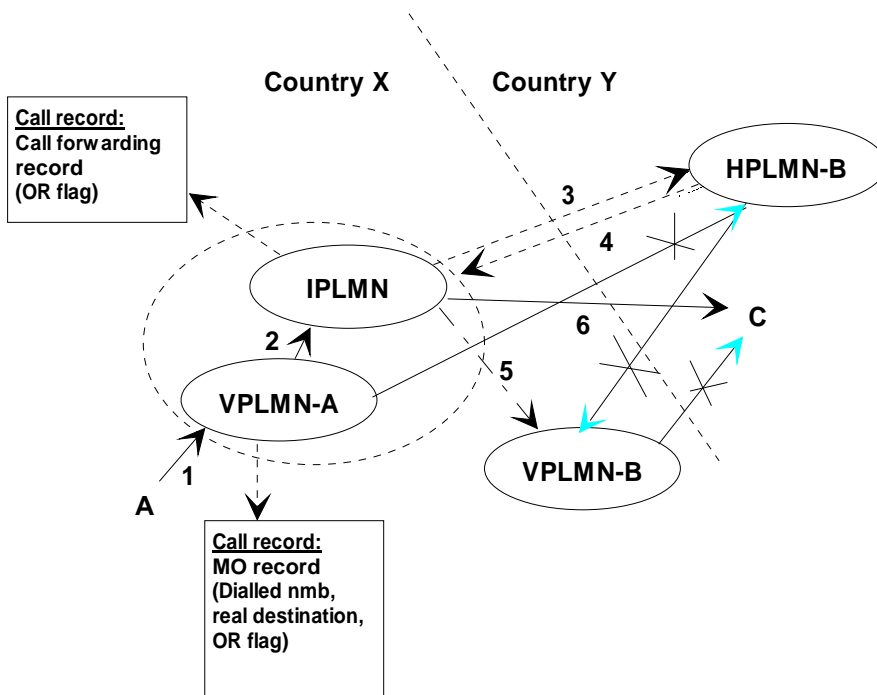 Country X
Country Y
Call record:
Call forwarding
record
(OR flag)
HPLMN-B
3
4
IPLMN
C
2
6
5
VPLMN-A
VPLMN-B
1
A
Call record:
MO record
(Dialled nmb,
real destination,
OR flag)